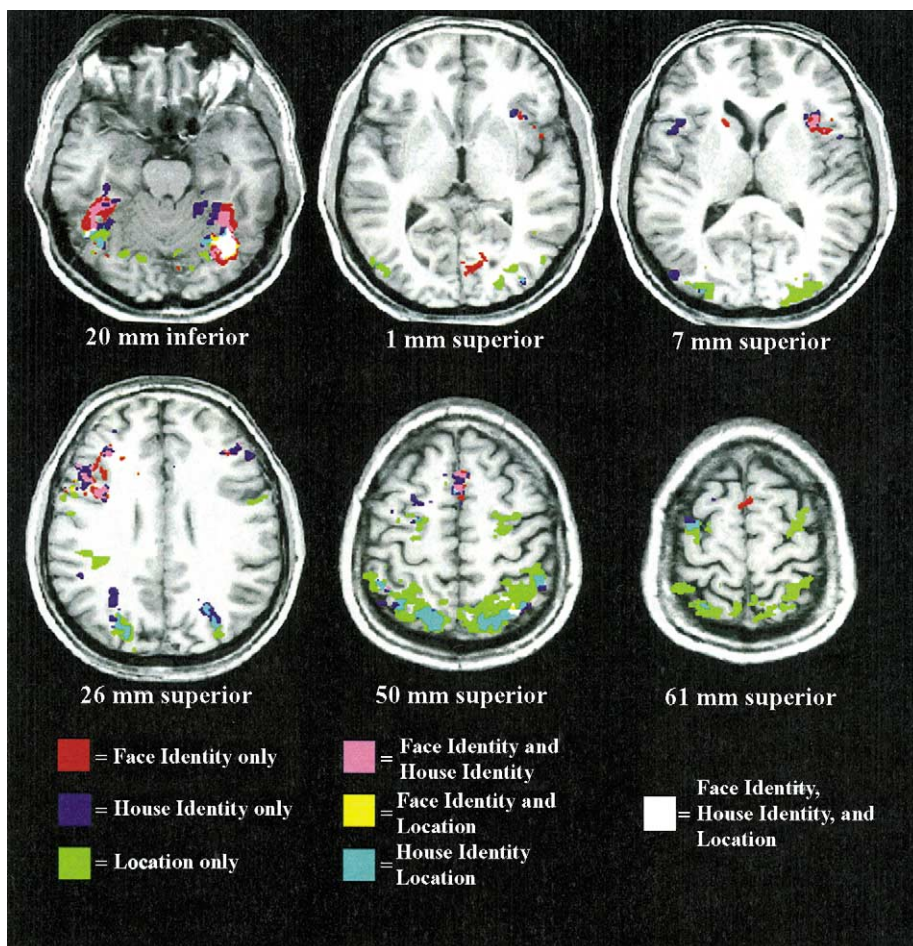 20 mm inferior
1 mm superior
7 mm superior
26 mm superior
50 mm superior
61 mm superior
= Face Identity only
= House Identity only
= Location only
= Face Identity and
House Identity
= Face Identity and
Location
= House Identity
Location
= Face Identity,
House Identity, and
Location